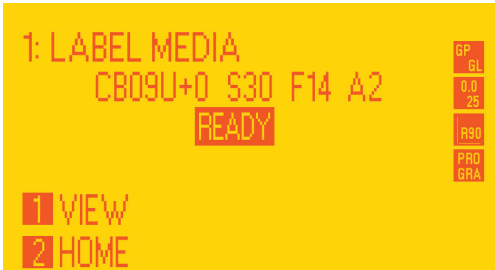 1: LABEL MEDIA
CB09U+0 S30 F14 A2
READY
1 VIEW
2 HOME
GP
GL
0.0
25
R90
PRO
GRA